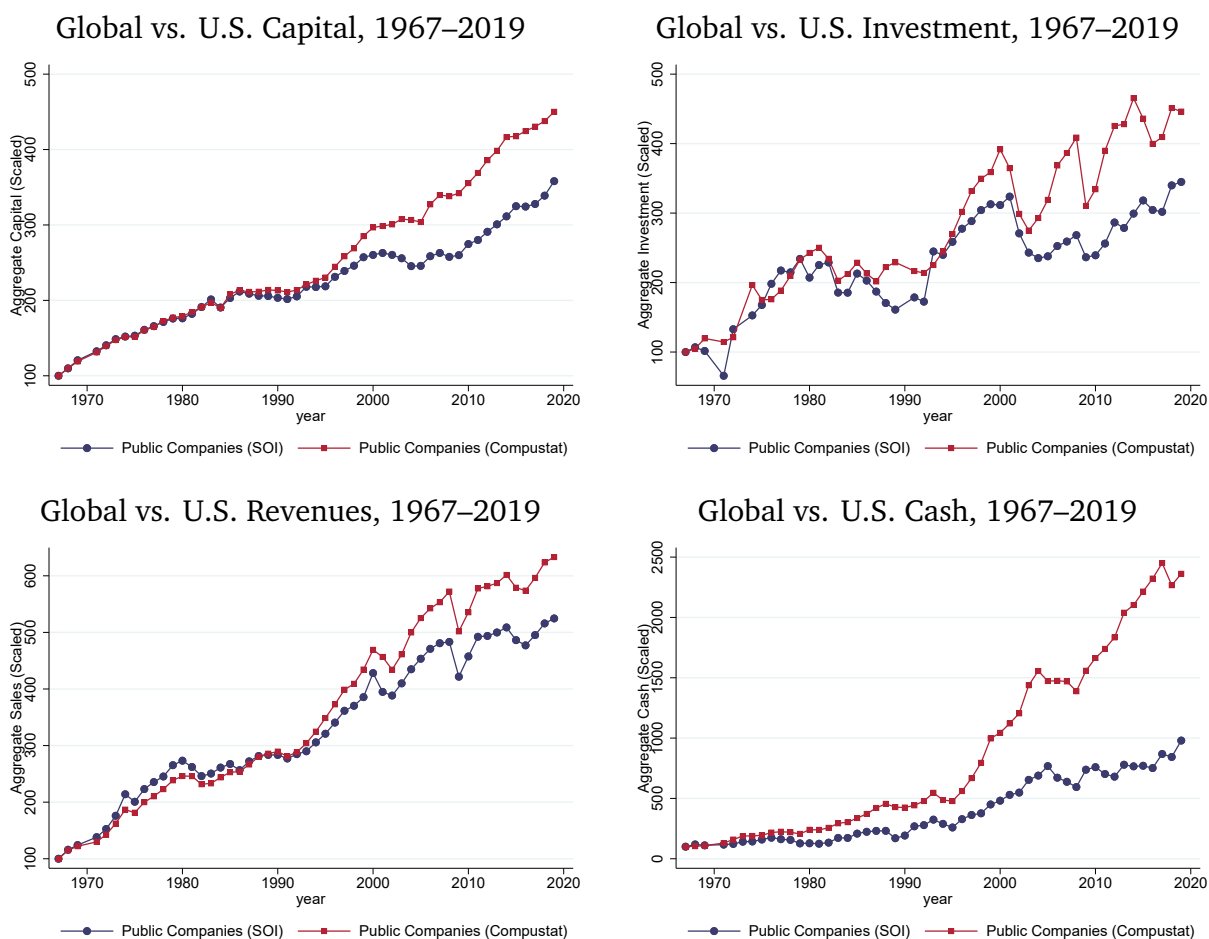 Global vs. U.S. Capital, 1967–2019
Aggregate Capital (Scaled)
500
400
300
200
100
1970 1980 1990 2000 2010 2020
year
Public Companies (SOI) Public Companies (Compustat)
Global vs. U.S. Investment, 1967–2019
Aggregate Investment (Scaled)
500
400
300
200
100
1970 1980 1990 2000 2010 2020
year
Public Companies (SOI) Public Companies (Compustat)
Global vs. U.S. Revenues, 1967–2019
Aggregate Sales (Scaled)
600
500
400
300
200
100
1970 1980 1990 2000 2010 2020
year
Public Companies (SOI) Public Companies (Compustat)
Global vs. U.S. Cash, 1967–2019
Aggregate Cash (Scaled)
2500
2000
1500
1000
500
0
1970 1980 1990 2000 2010 2020
year
Public Companies (SOI) Public Companies (Compustat)